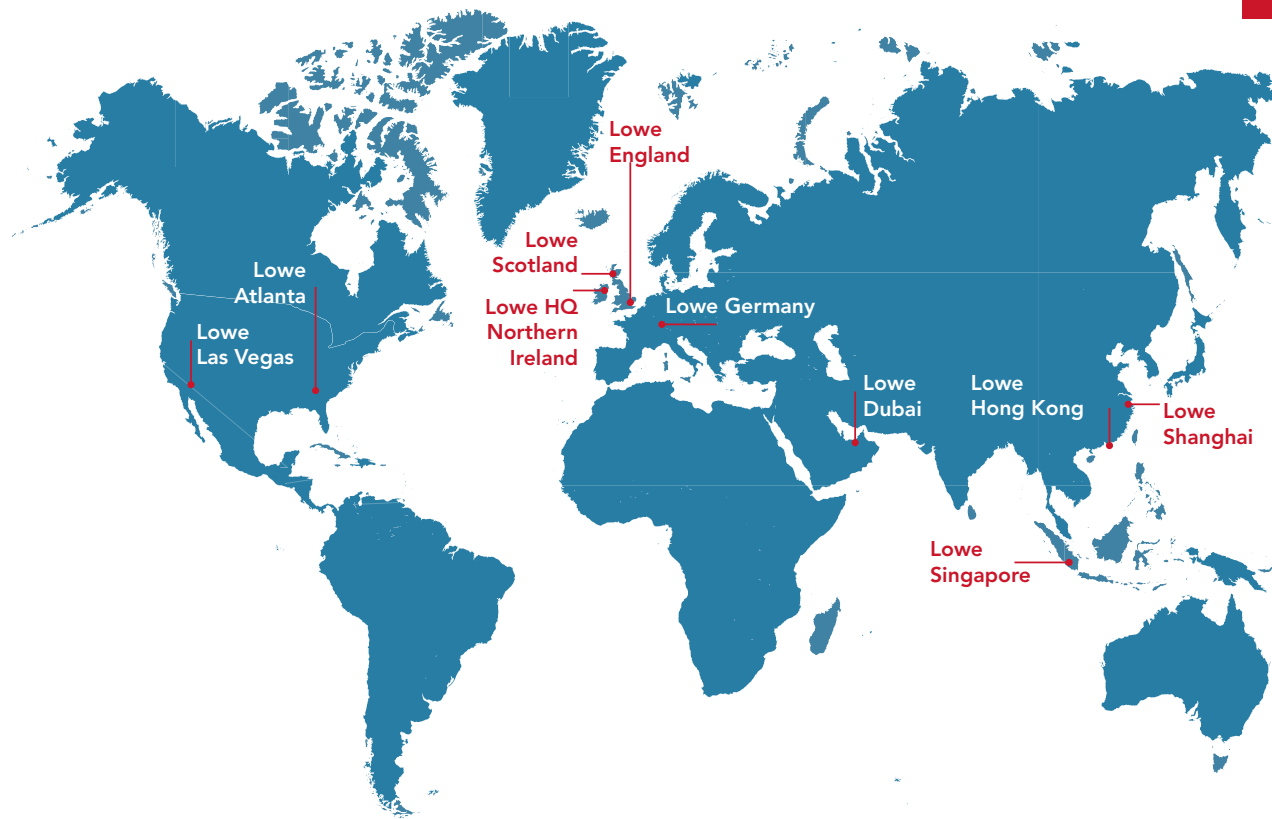 Lowe
England
Lowe
Scotland
Lowe
Atlanta
Lowe HQ
Northern
Ireland
Lowe Germany
Lowe
Las Vegas
Lowe
Dubai
Lowe
Hong Kong
Lowe
Shanghai
Lowe
Singapore